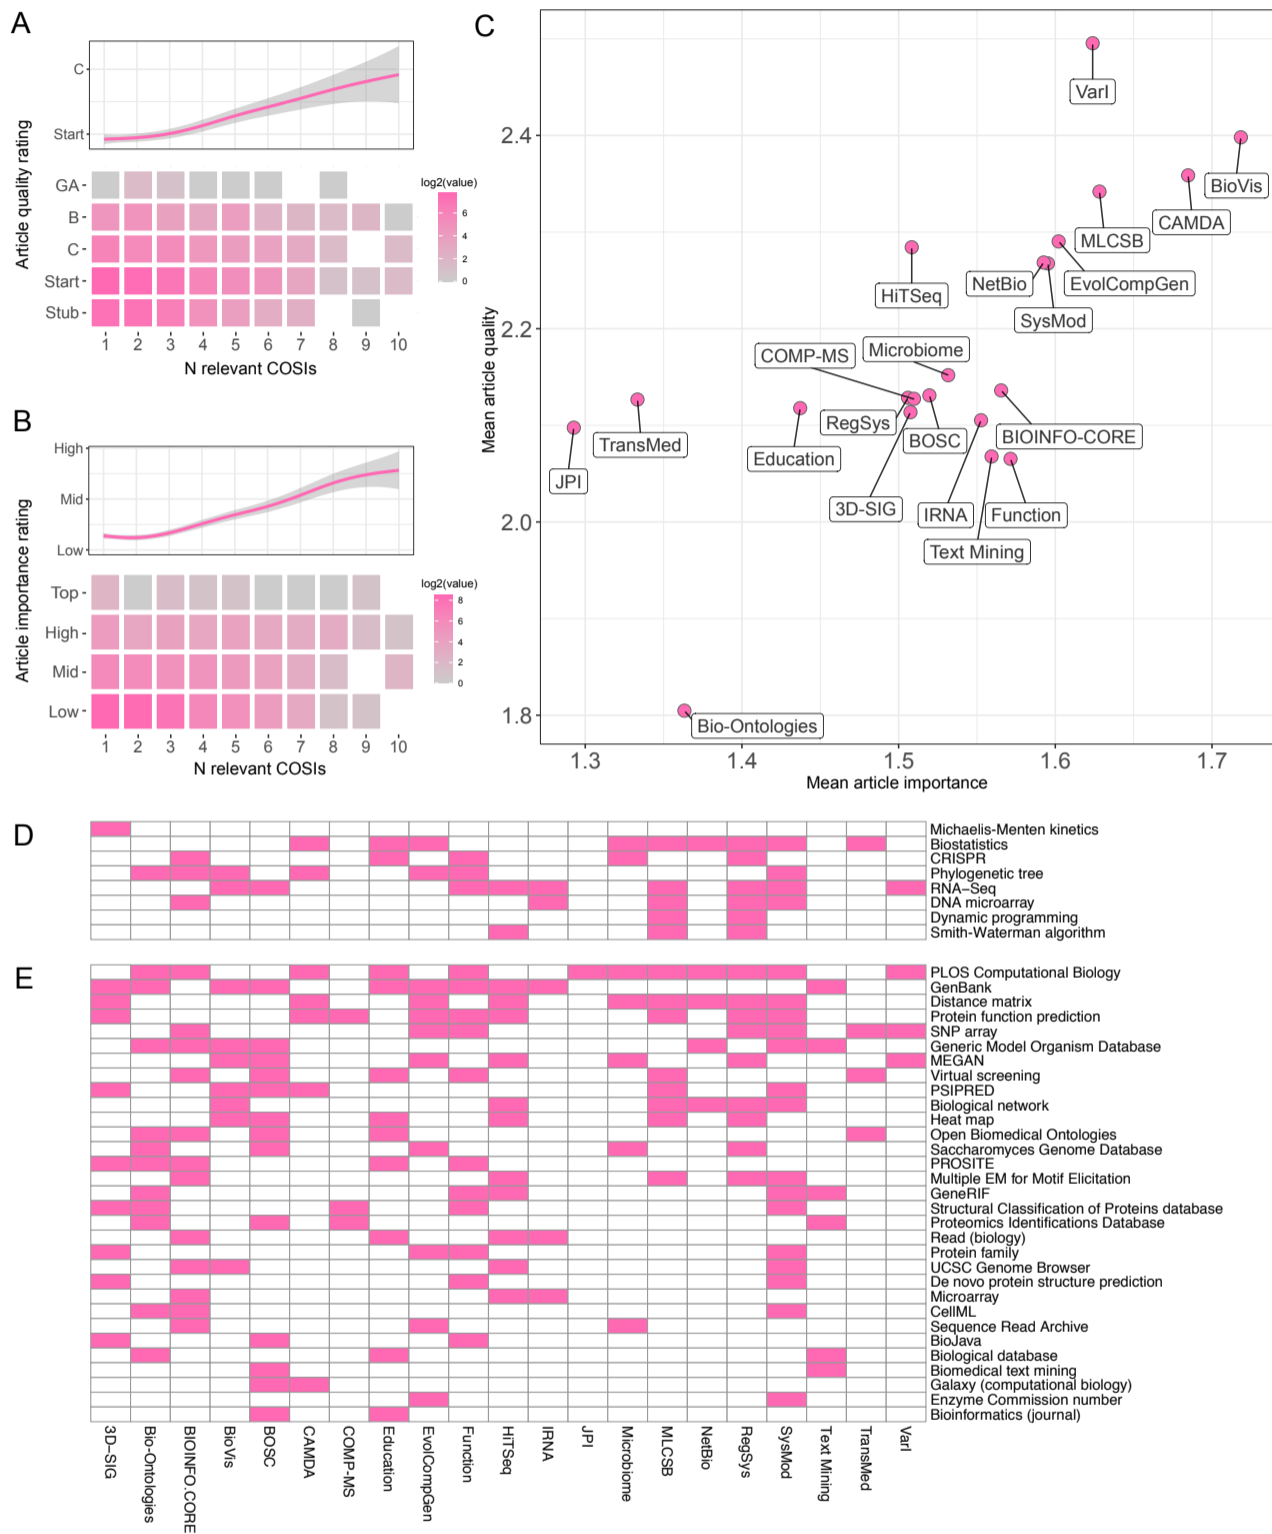 A
C
Start
Article quality rating
GA
B
C
Start
Stub
1 2 3 4 5 6 7 8 9 10
N relevant COSIs
log2(value)
6
4
2
0
B
High
Mid
Low
Article importance rating
Top
High
Mid
Low
1 2 3 4 5 6 7 8 9 10
N relevant COSIs
log2(value)
8
6
4
2
0
C
Mean article quality
2.4
2.2
2.0
1.8
VarI
BioVis
CAMDA
MLCSB
HiTSeq
NetBio
EvolCompGen
SysMod
COMP-MS
Microbiome
TransMed
RegSys
BOSC
BIOINFO-CORE
Education
JPI
3D-SIG
IRNA
Function
Text Mining
Bio-Ontologies
1.3 1.4 1.5 1.6 1.7
Mean article importance
D
Michaelis-Menten kinetics
Biostatistics
CRISPR
Phylogenetic tree
RNA−Seq
DNA microarray
Dynamic programming
Smith-Waterman algorithm
E
PLOS Computational Biology
GenBank
Distance matrix
Protein function prediction
SNP array
Generic Model Organism Database
MEGAN
Virtual screening
PSIPRED
Biological network
Heat map
Open Biomedical Ontologies
Saccharomyces Genome Database
PROSITE
Multiple EM for Motif Elicitation
GeneRIF
Structural Classification of Proteins database
Proteomics Identifications Database
Read (biology)
Protein family
UCSC Genome Browser
De novo protein structure prediction
Microarray
CellML
Sequence Read Archive
BioJava
Biological database
Biomedical text mining
Galaxy (computational biology)
Enzyme Commission number
Bioinformatics (journal)
3D−SIG
Bio-Ontologies
BIOINFO.CORE
BioVis
BOSC
CAMDA
COMP-MS
Education
EvolCompGen
Function
HiTSeq
IRNA
JPI
Microbiome
MLCSB
NetBio
RegSys
SysMod
Text Mining
TransMed
VarI